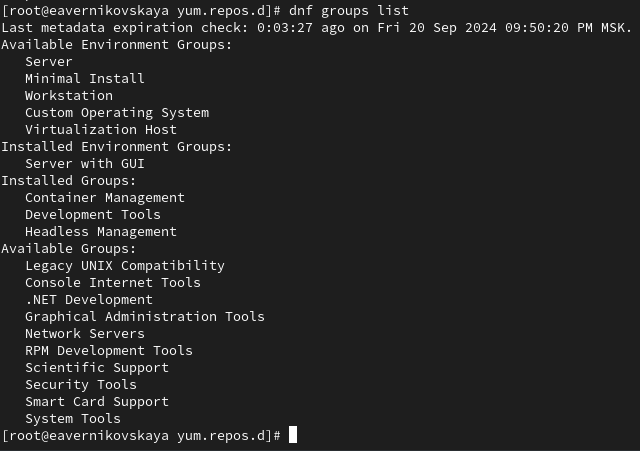 [root@eavernikovskaya yum.repos.d]# dnf groups list
Last metadata expiration check: 0:03:27 ago on Fri 20 Sep 2024 09:50:20 PM MSK.
Available Environment Groups:
   Server
   Minimal Install
   Workstation
   Custom Operating System
   Virtualization Host
Installed Environment Groups:
   Server with GUI
Installed Groups:
   Container Management
   Development Tools
   Headless Management
Available Groups:
   Legacy UNIX Compatibility
   Console Internet Tools
   .NET Development
   Graphical Administration Tools
   Network Servers
   RPM Development Tools
   Scientific Support
   Security Tools
   Smart Card Support
   System Tools
[root@eavernikovskaya yum.repos.d]#